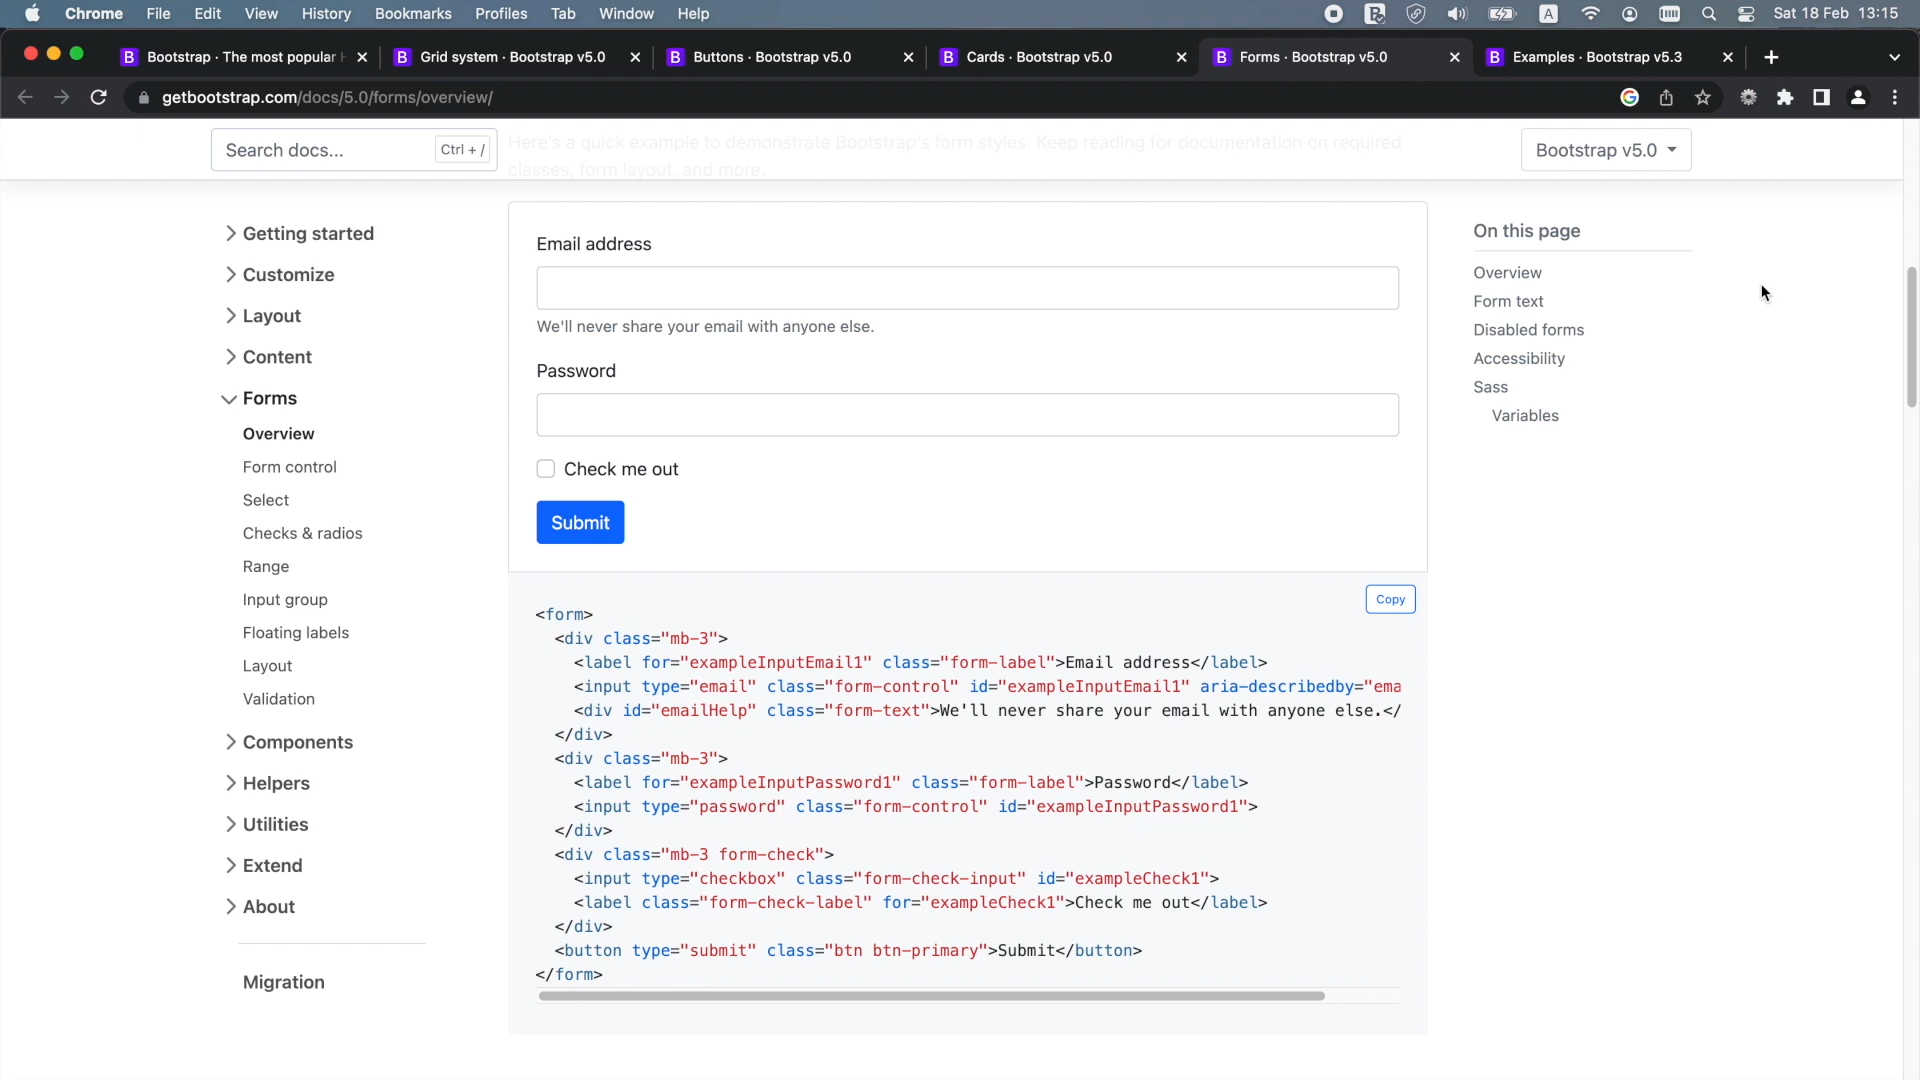 Chrome File Edit View History Bookmarks Profiles Tab Window Help A Sat 18 Feb 13:15
Bootstrap · The most popular Grid system · Bootstrap v5.0 Buttons · Bootstrap v5.0 Cards · Bootstrap v5.0 Forms · Bootstrap v5.0 Examples · Bootstrap v5.3
getbootstrap.com/docs/5.0/forms/overview/
Search docs... Ctrl + /
Here's a quick example to demonstrate Bootstrap's form styles. Keep reading for documentation on required
classes, form layout, and more.
Bootstrap v5.0
Getting started
Customize
Layout
Content
Forms
Overview
Form control
Select
Checks & radios
Range
Input group
Floating labels
Layout
Validation
Components
Helpers
Utilities
Extend
About
Migration
Email address
We'll never share your email with anyone else.
Password
Check me out
Submit
Copy
<form>
  <div class="mb-3">
    <label for="exampleInputEmail1" class="form-label">Email address</label>
    <input type="email" class="form-control" id="exampleInputEmail1" aria-describedby="ema
    <div id="emailHelp" class="form-text">We'll never share your email with anyone else.</
  </div>
  <div class="mb-3">
    <label for="exampleInputPassword1" class="form-label">Password</label>
    <input type="password" class="form-control" id="exampleInputPassword1">
  </div>
  <div class="mb-3 form-check">
    <input type="checkbox" class="form-check-input" id="exampleCheck1">
    <label class="form-check-label" for="exampleCheck1">Check me out</label>
  </div>
  <button type="submit" class="btn btn-primary">Submit</button>
</form>
On this page
Overview
Form text
Disabled forms
Accessibility
Sass
Variables